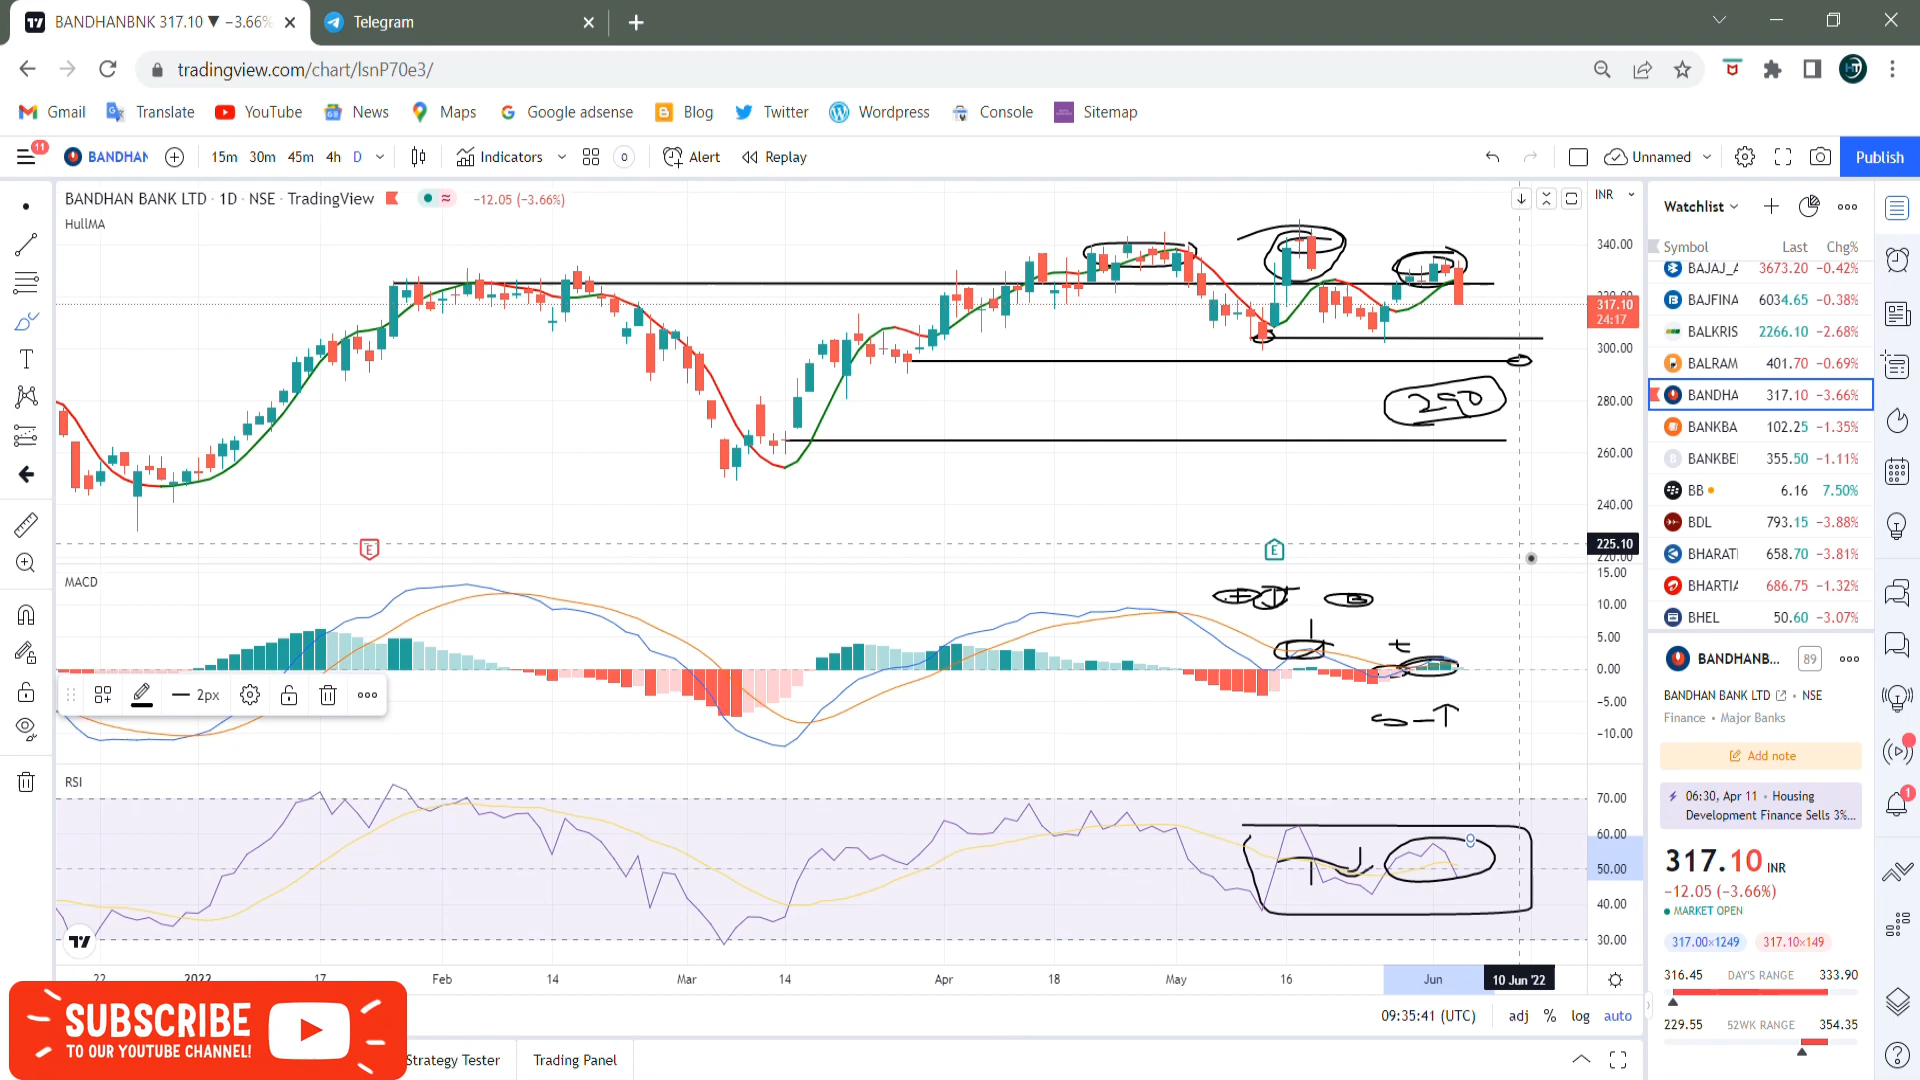 BANDHANBNK 317.10 ▼ −3.66%
Telegram
tradingview.com/chart/lsnP70e3/
Gmail Translate YouTube News Maps Google adsense Blog Twitter Wordpress Console Sitemap
11 BANDHAN 15m 30m 45m 4h D Indicators 0 Alert Replay Unnamed Publish
BANDHAN BANK LTD · 1D · NSE · TradingView −12.05 (−3.66%)
HullMA
INR
340.00
320.00
317.10
24:17
300.00
280.00
260.00
240.00
225.10
220.00
250
E E
MACD
15.00
10.00
5.00
0.00
−5.00
−10.00
2px
RSI
70.00
60.00
50.00
40.00
30.00
22 2022 17 Feb 14 Mar 14 Apr 18 May 16 Jun 10 Jun '22
09:35:41 (UTC) adj % log auto
Strategy Tester Trading Panel
SUBSCRIBE
TO OUR YOUTUBE CHANNEL!
Watchlist
Symbol Last Chg%
BAJAJ_A 3673.20 −0.42%
BAJFINA 6034.65 −0.38%
BALKRIS 2266.10 −2.68%
BALRAM 401.70 −0.69%
BANDHA 317.10 −3.66%
BANKBA 102.25 −1.35%
BANKBEI 355.50 −1.11%
BB 6.16 7.50%
BDL 793.15 −3.88%
BHARATI 658.70 −3.81%
BHARTIA 686.75 −1.32%
BHEL 50.60 −3.07%
BANDHANB... 89
BANDHAN BANK LTD • NSE
Finance • Major Banks
Add note
06:30, Apr 11 • Housing
Development Finance Sells 3%...
317.10 INR
−12.05 (−3.66%)
MARKET OPEN
317.00×1249 317.10×149
316.45 DAY'S RANGE 333.90
229.55 52WK RANGE 354.35
1